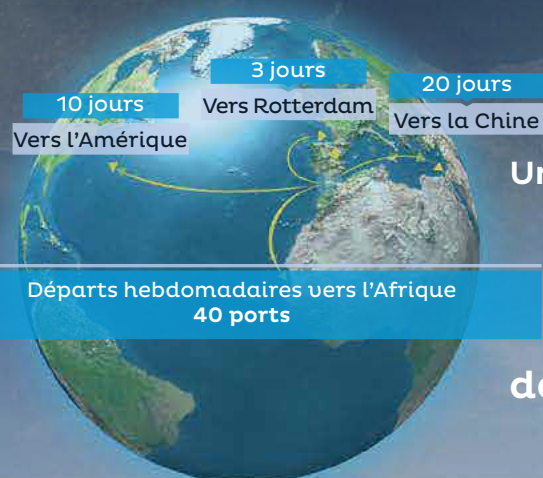 3 jours
Vers Rotterdam
10 jours
Vers l'Amérique
20 jours
Vers la Chine
Départs hebdomadaires vers l'Afrique
40 ports